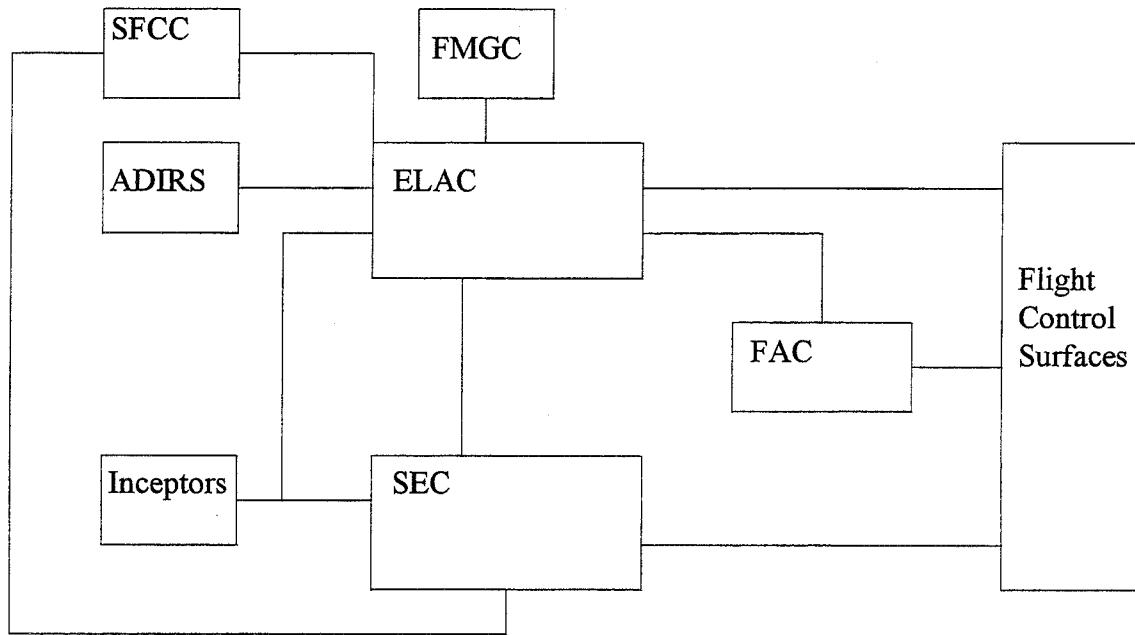 SFCC
FMGC
ADIRS
ELAC
Flight
Control
Surfaces
FAC
Inceptors
SEC